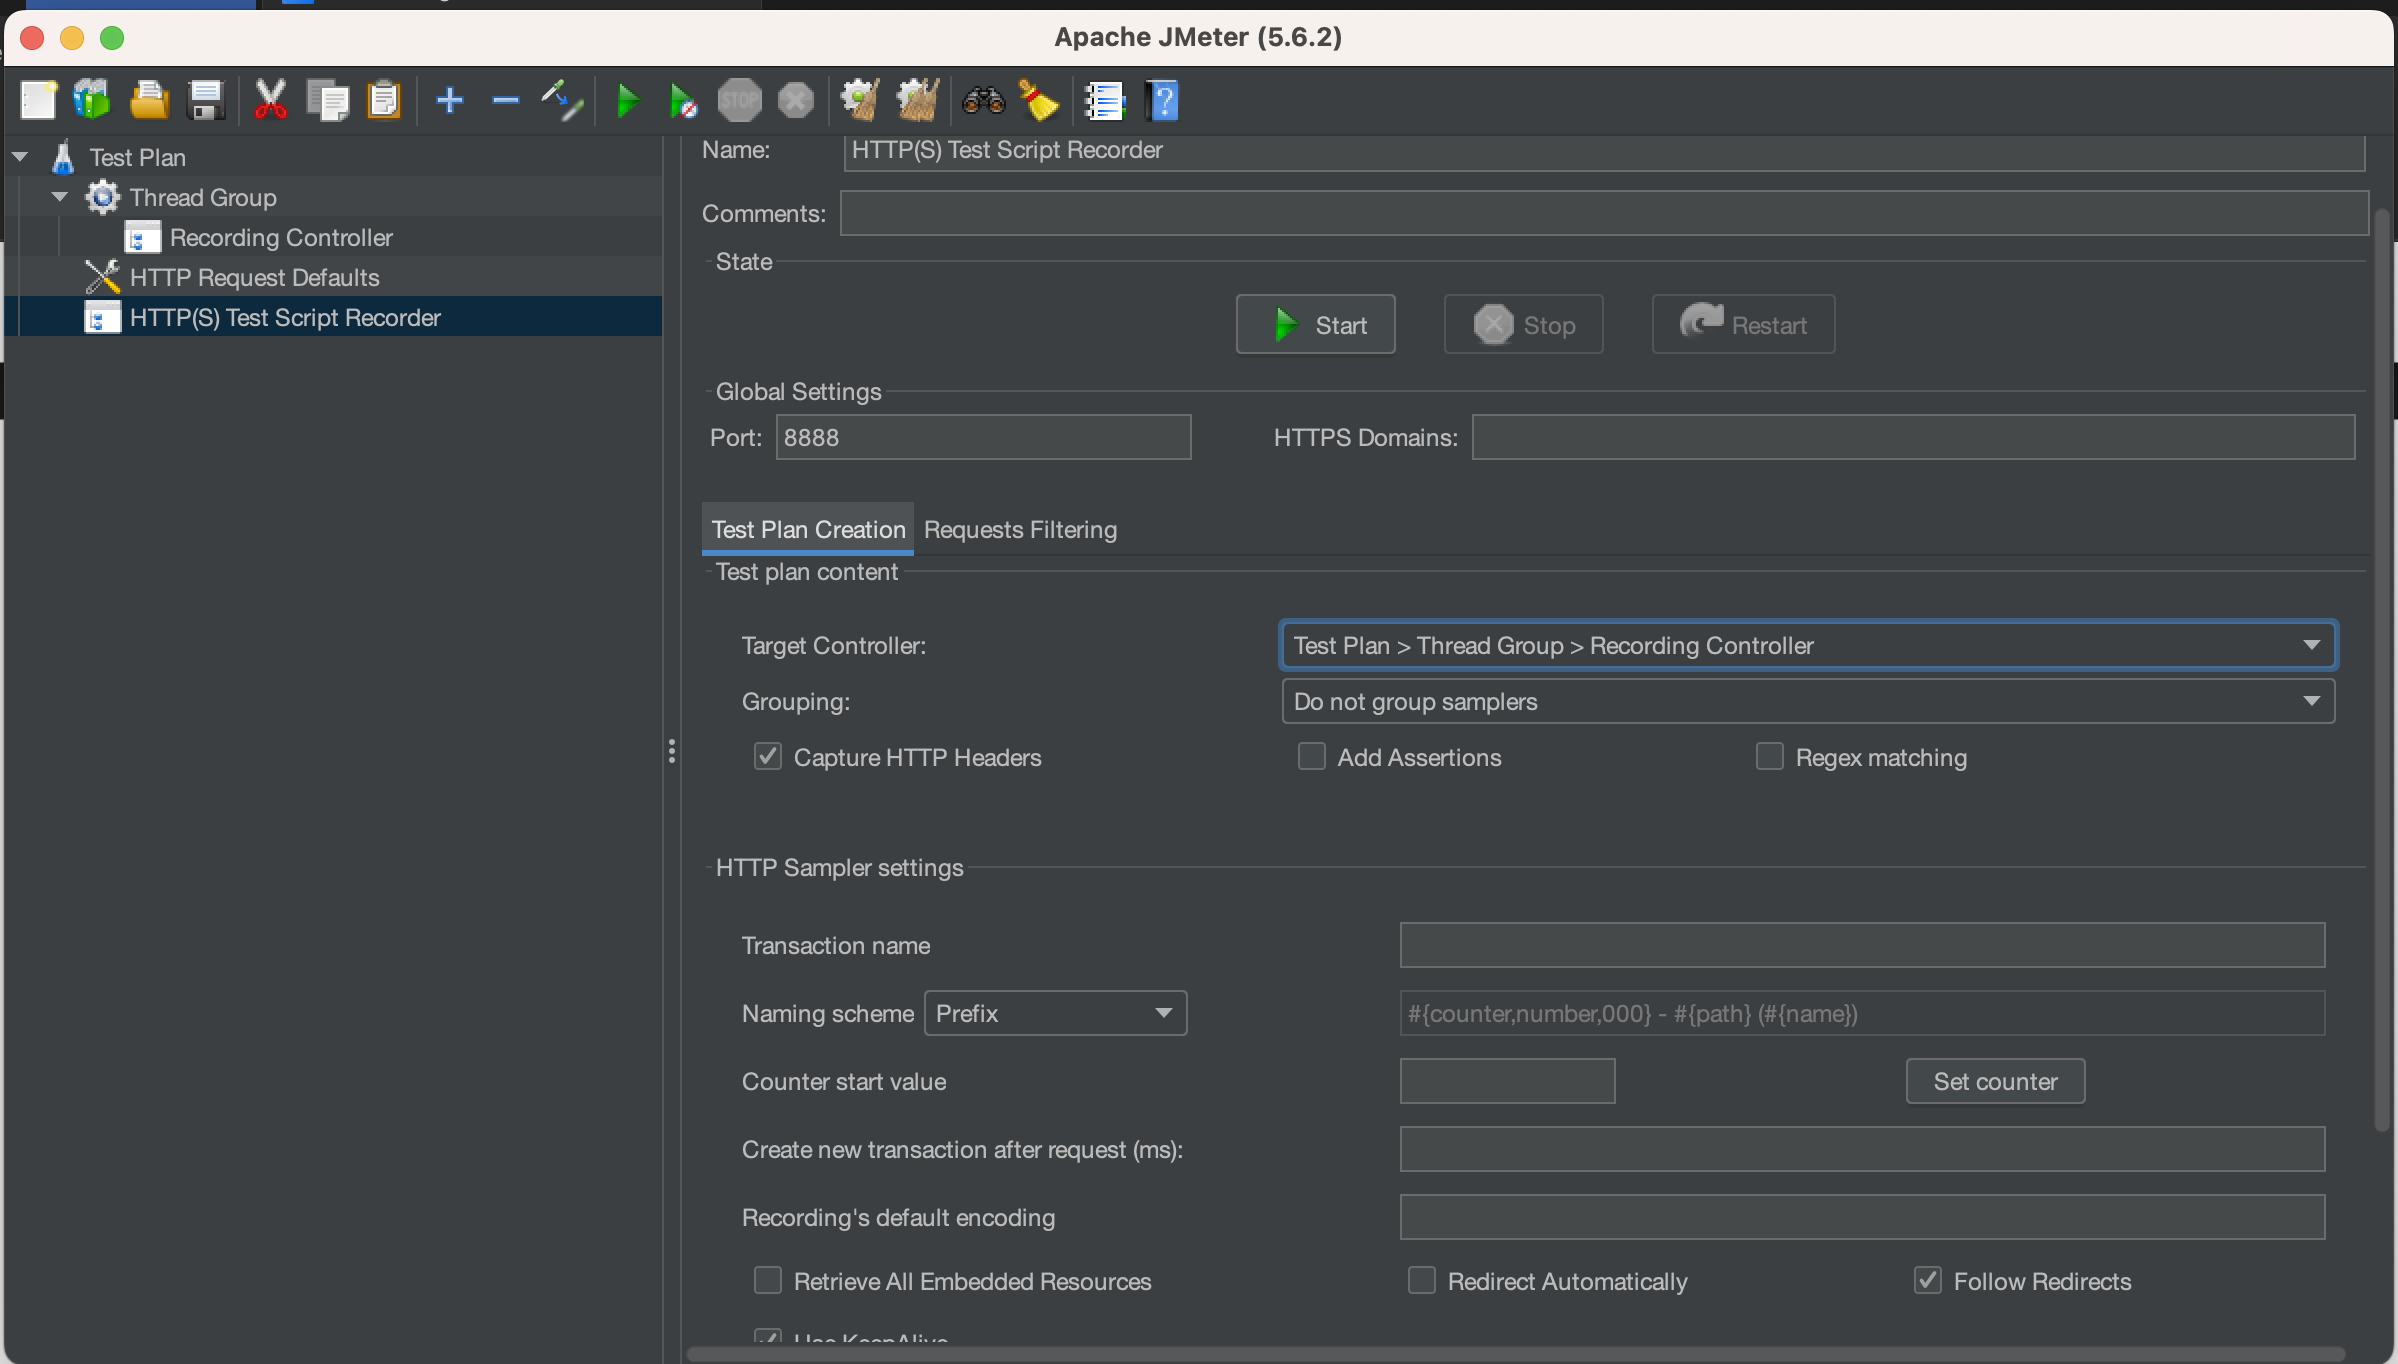 Apache JMeter (5.6.2)
STOP
Test Plan
Thread Group
Recording Controller
HTTP Request Defaults
HTTP(S) Test Script Recorder
Name: HTTP(S) Test Script Recorder
Comments:
State
Start Stop Restart
Global Settings
Port: 8888 HTTPS Domains:
Test Plan Creation Requests Filtering
Test plan content
Target Controller: Test Plan > Thread Group > Recording Controller
Grouping: Do not group samplers
Capture HTTP Headers Add Assertions Regex matching
HTTP Sampler settings
Transaction name
Naming scheme Prefix #{counter,number,000} - #{path} (#{name})
Counter start value Set counter
Create new transaction after request (ms):
Recording's default encoding
Retrieve All Embedded Resources Redirect Automatically Follow Redirects
Use KeepAlive